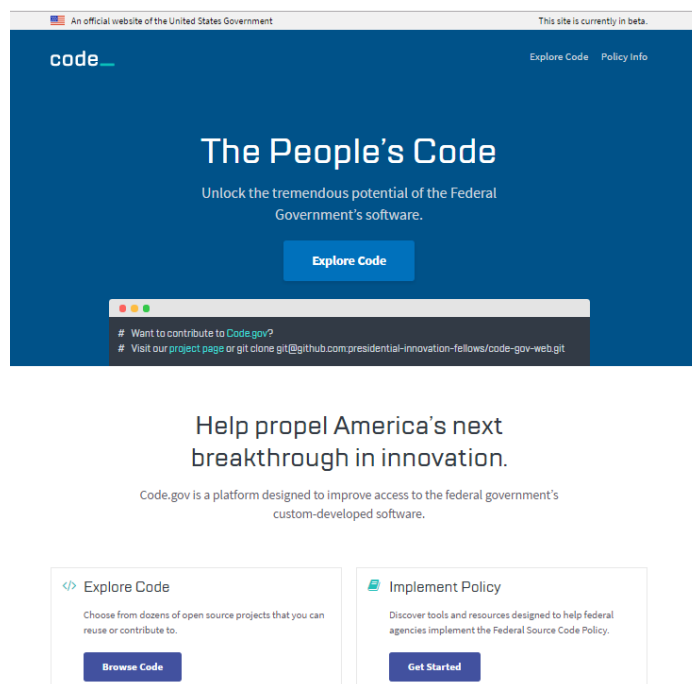 An official website of the United States Government
This site is currently in beta.
code_
Explore Code
Policy Info
The People's Code
Unlock the tremendous potential of the Federal
Government's software.
Explore Code
# Want to contribute to Code.gov?
# Visit our project page or git clone git@github.com:presidential-innovation-fellows/code-gov-web.git
Help propel America's next
breakthrough in innovation.
Code.gov is a platform designed to improve access to the federal government's
custom-developed software.
</> Explore Code
Choose from dozens of open source projects that you can
reuse or contribute to.
Browse Code
Implement Policy
Discover tools and resources designed to help federal
agencies implement the Federal Source Code Policy.
Get Started